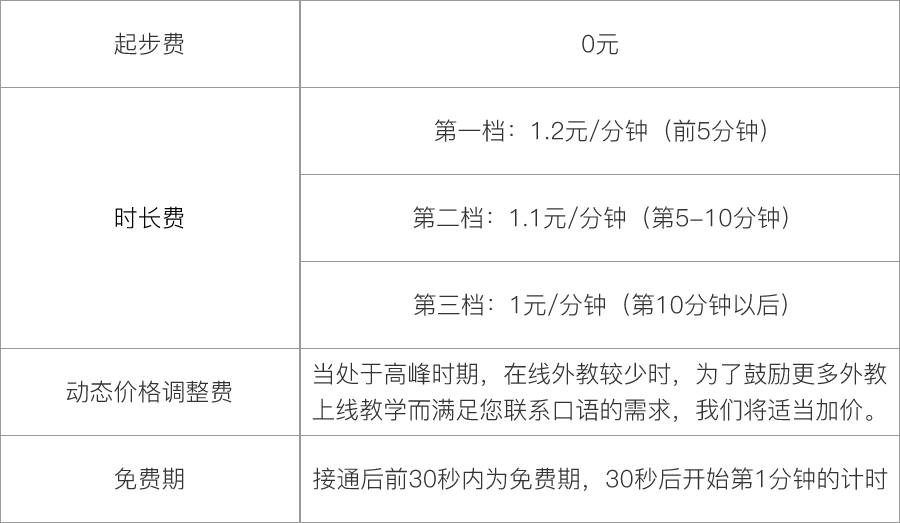 起步费
0元
时长费
第一档：1.2元/分钟（前5分钟）
第二档：1.1元/分钟（第5-10分钟）
第三档：1元/分钟（第10分钟以后）
动态价格调整费
当处于高峰时期，在线外教较少时，为了鼓励更多外教
上线教学而满足您联系口语的需求，我们将适当加价。
免费期
接通后前30秒内为免费期，30秒后开始第1分钟的计时